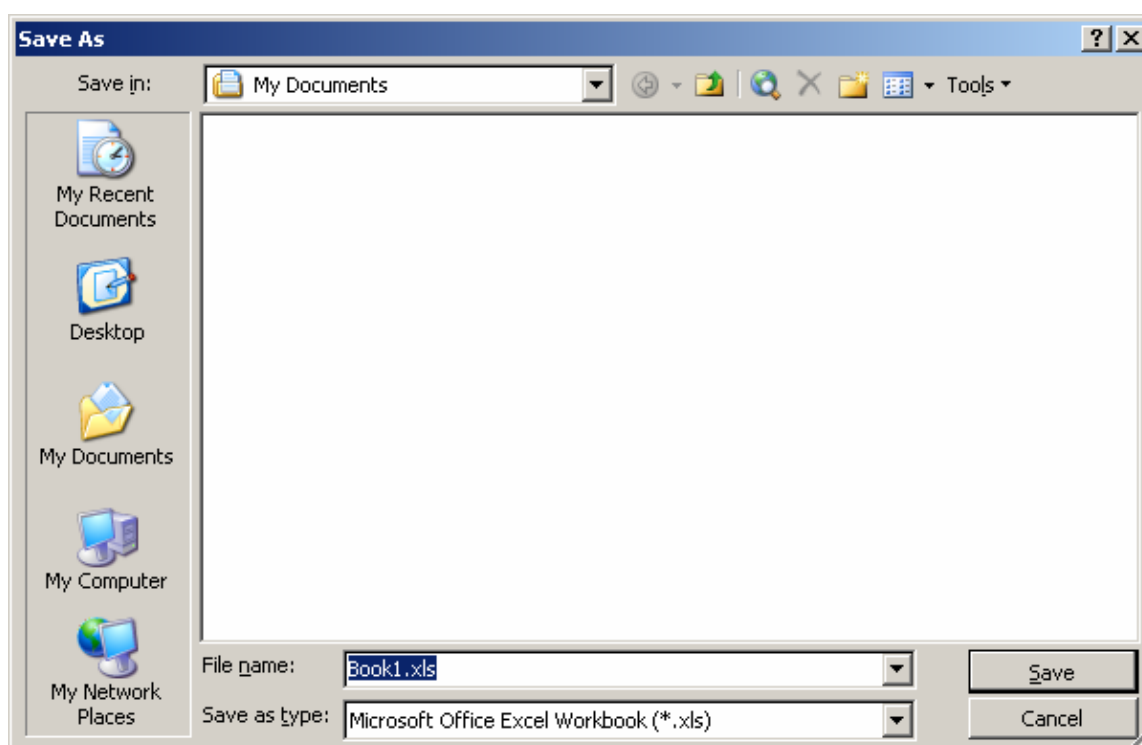 Save As
Save in:
My Documents
Tools
My Recent
Documents
Desktop
My Documents
My Computer
My Network
Places
File name:
Book1.xls
Save
Save as type:
Microsoft Office Excel Workbook (*.xls)
Cancel